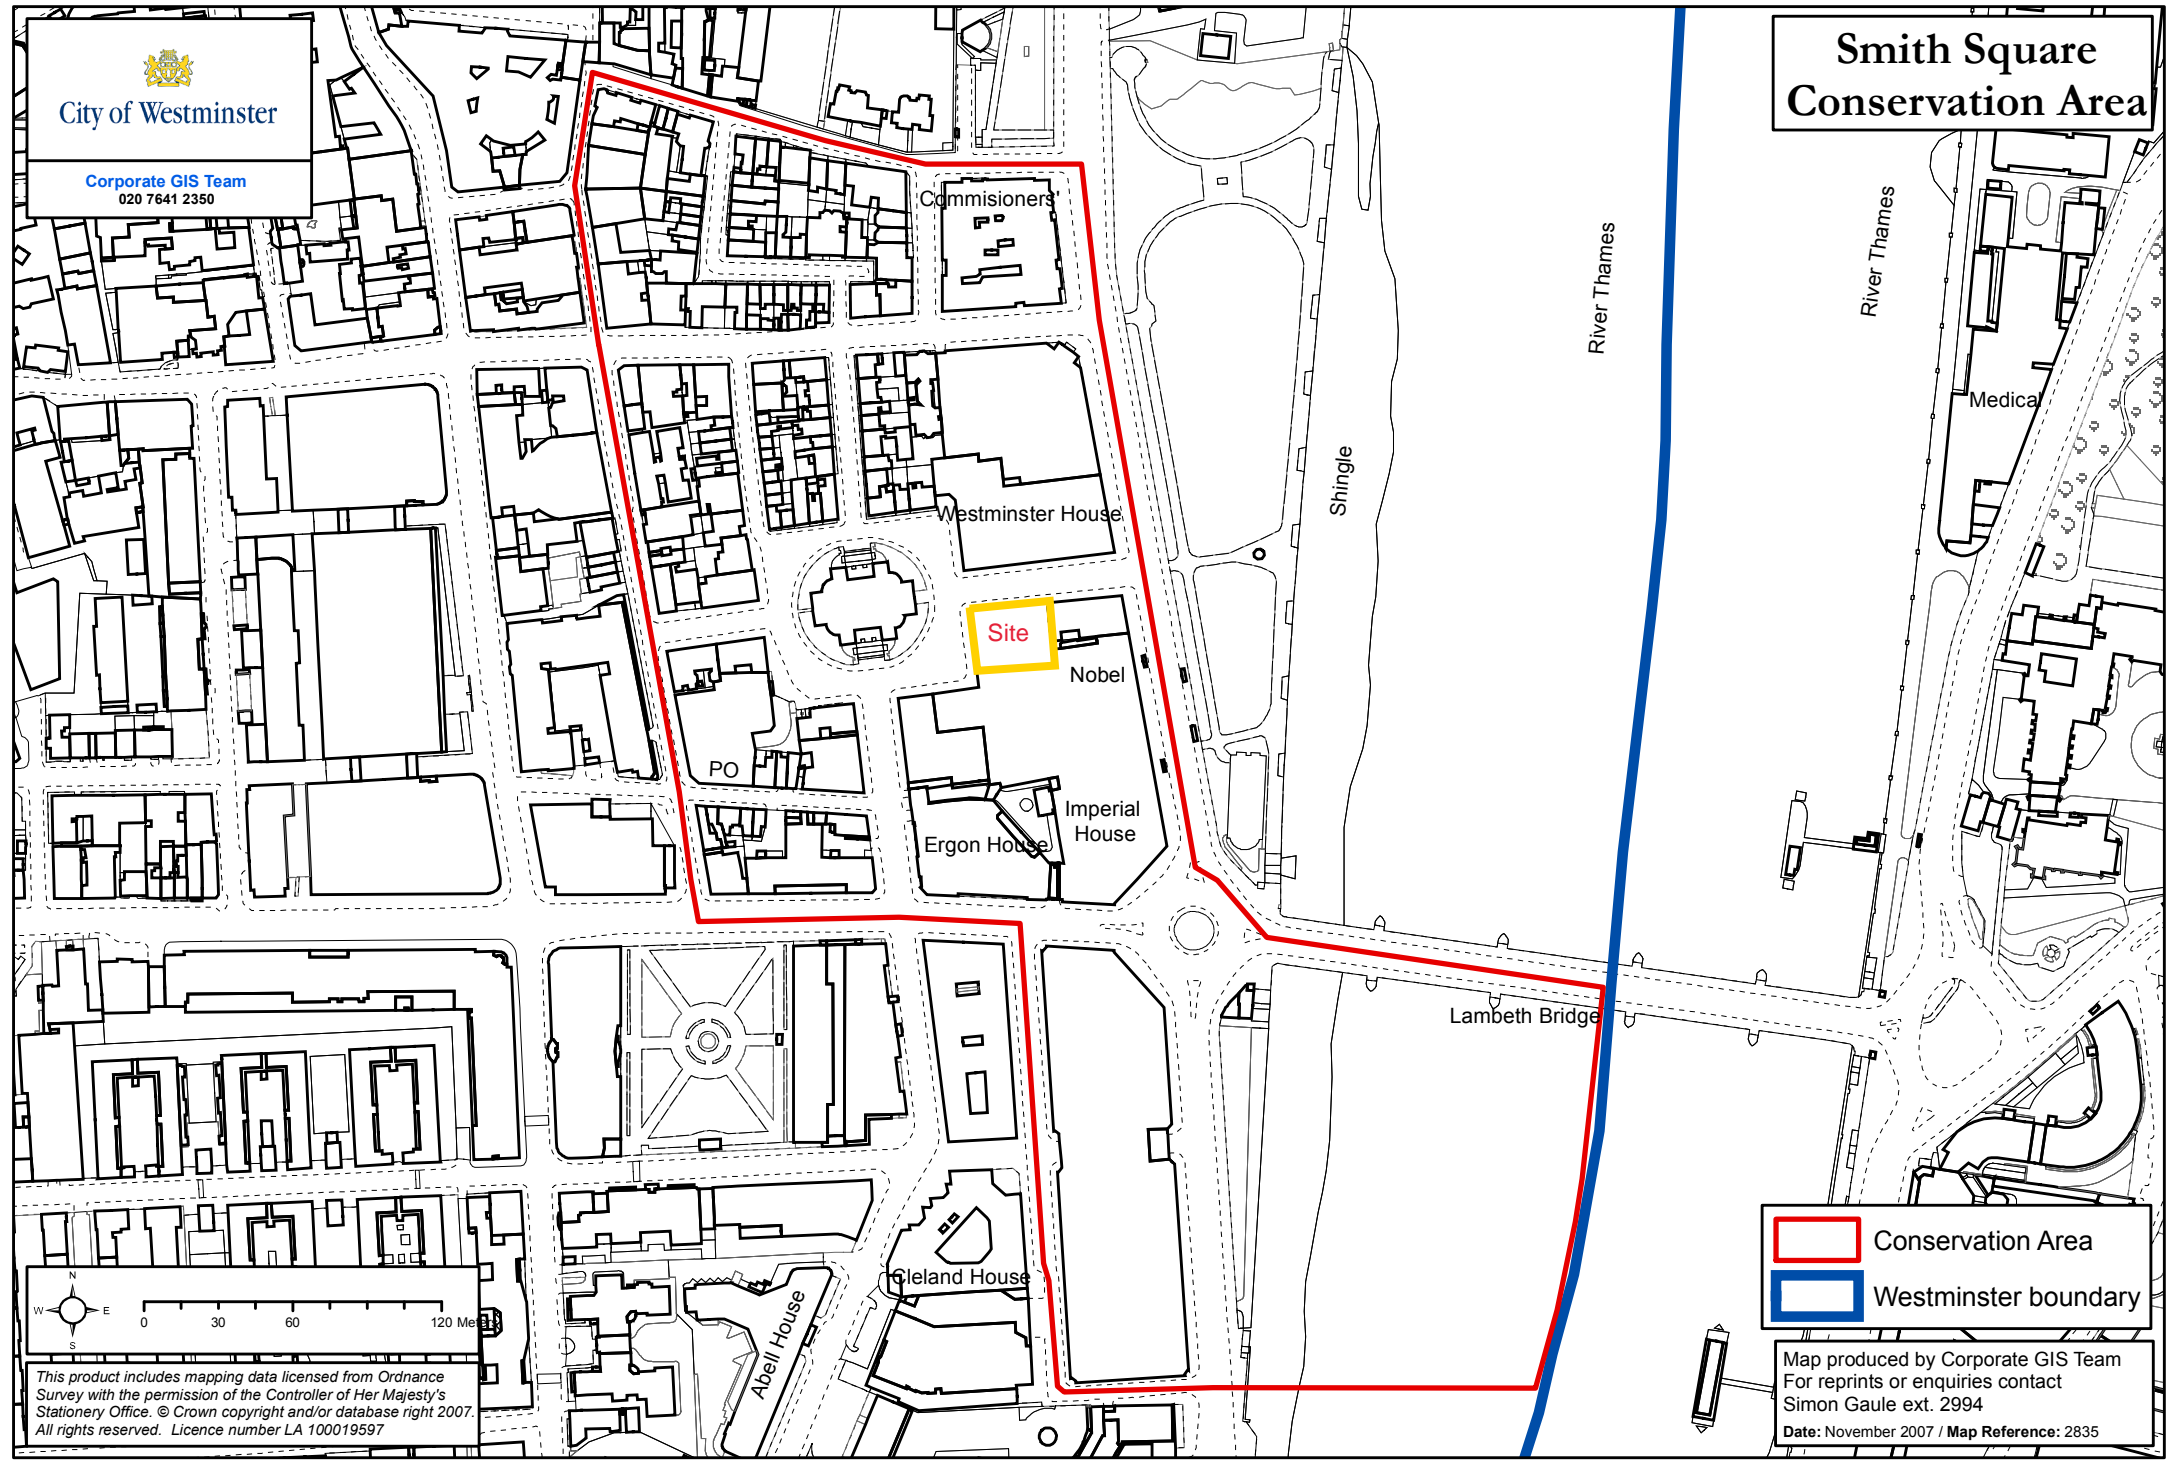 City of Westminster
Corporate GIS Team
020 7641 2350
Smith Square
Conservation Area
Commisioners'
River Thames
River Thames
Medical
Shingle
Westminster House
Site
Nobel
PO
Imperial
House
Ergon House
Lambeth Bridge
Cleland House
Abell House
N
W
E
S
0
30
60
120 Meters
Conservation Area
Westminster boundary
This product includes mapping data licensed from Ordnance
Survey with the permission of the Controller of Her Majesty's
Stationery Office. © Crown copyright and/or database right 2007.
All rights reserved. Licence number LA 100019597
Map produced by Corporate GIS Team
For reprints or enquiries contact
Simon Gaule ext. 2994
Date: November 2007 / Map Reference: 2835